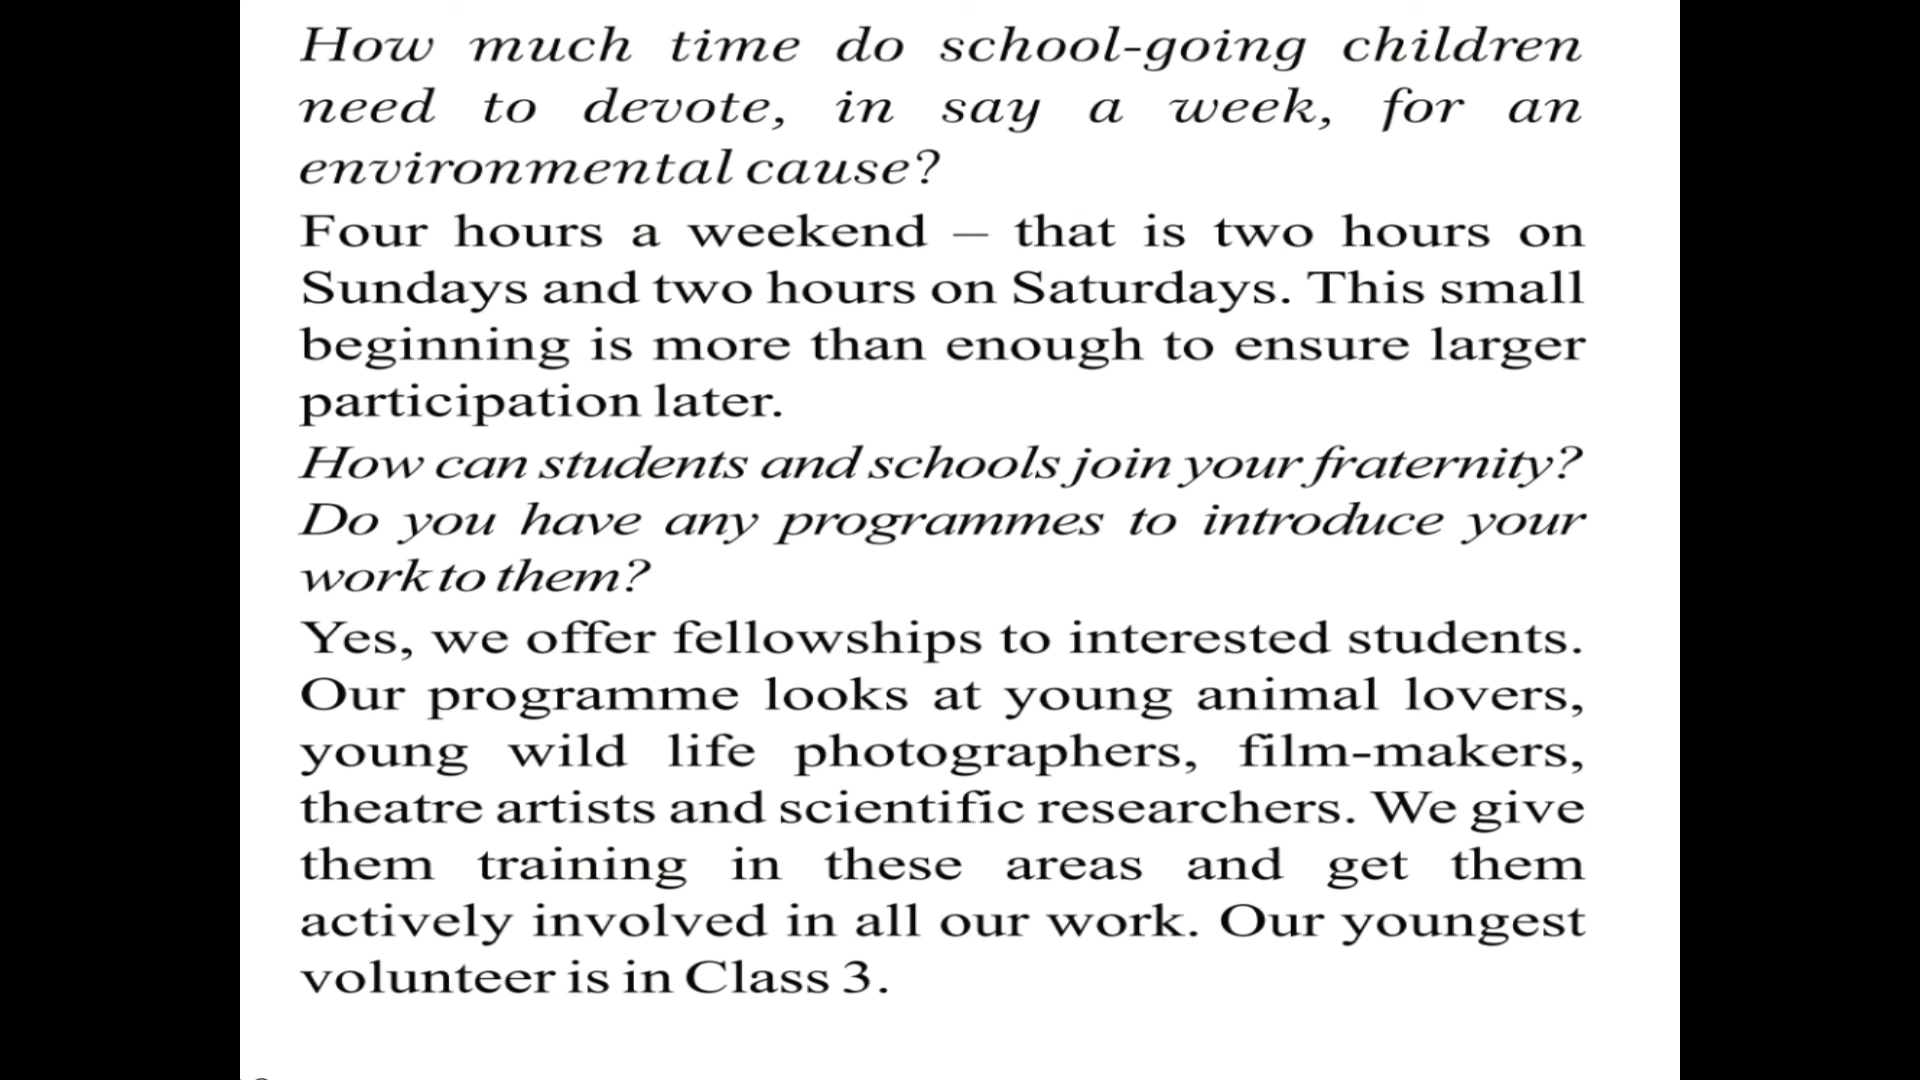 How much time do school-going children
need to devote, in say a week, for an
environmental cause?
Four hours a weekend – that is two hours on
Sundays and two hours on Saturdays. This small
beginning is more than enough to ensure larger
participation later.
How can students and schools join your fraternity?
Do you have any programmes to introduce your
work to them?
Yes, we offer fellowships to interested students.
Our programme looks at young animal lovers,
young wild life photographers, film-makers,
theatre artists and scientific researchers. We give
them training in these areas and get them
actively involved in all our work. Our youngest
volunteer is in Class 3.